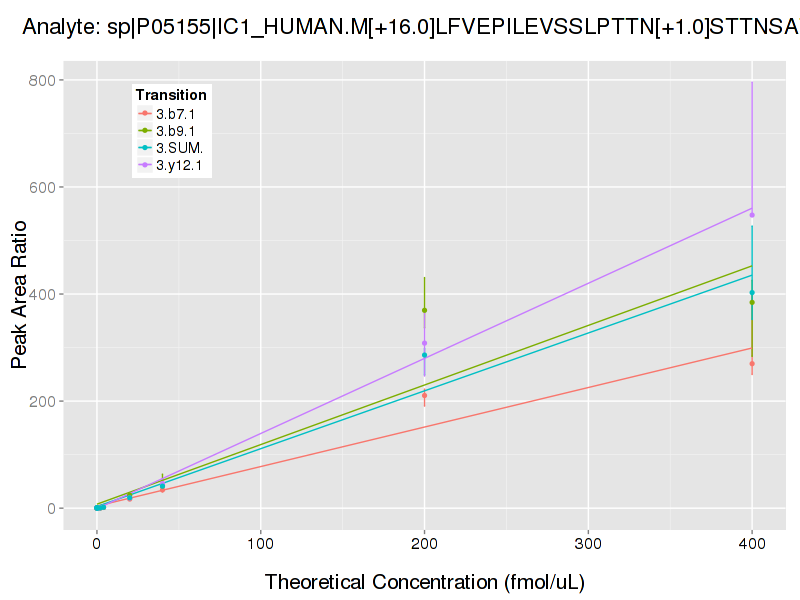 Analyte: sp|P05155|IC1_HUMAN.M[+16.0]LFVEPILEVSSLPTTN[+1.0]STTNSA
Transition
3.b7.1
3.b9.1
3.SUM.
3.y12.1
Peak Area Ratio
800
600
400
200
0
0 100 200 300 400
Theoretical Concentration (fmol/uL)